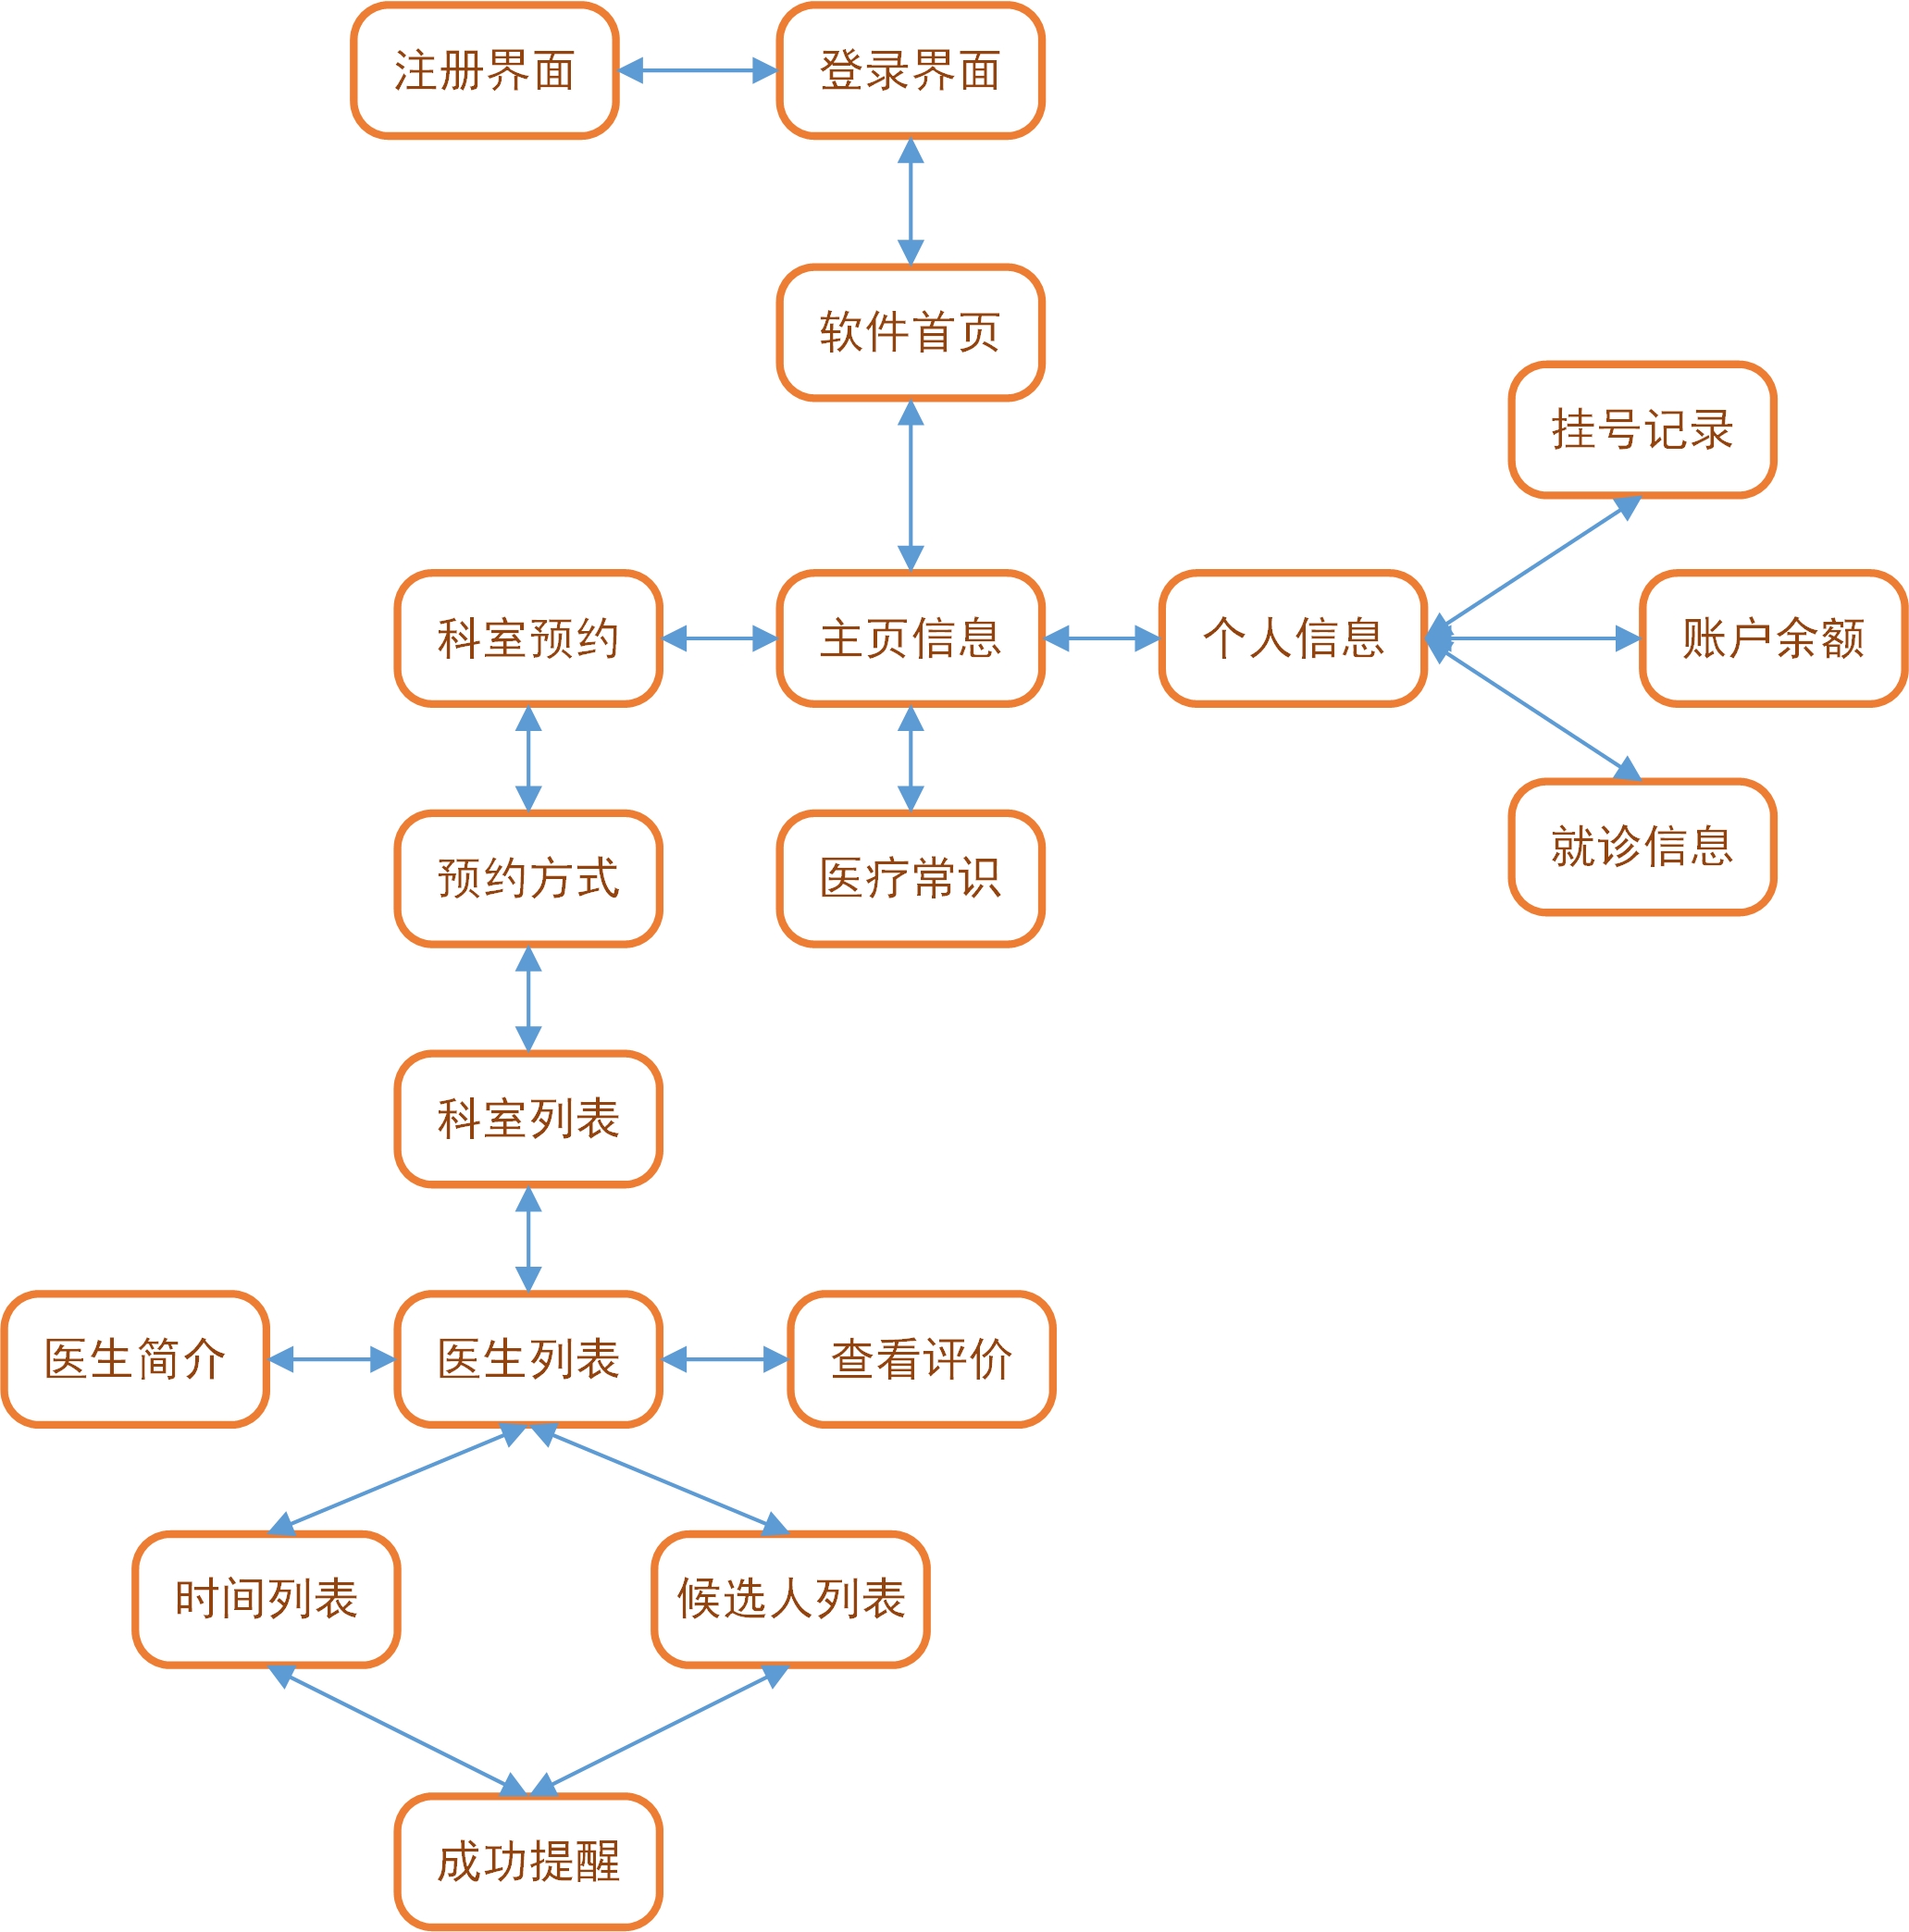 注册界面
登录界面
软件首页
挂号记录
科室预约
主页信息
个人信息
账户余额
预约方式
医疗常识
就诊信息
科室列表
医生简介
医生列表
查看评价
时间列表
候选人列表
成功提醒